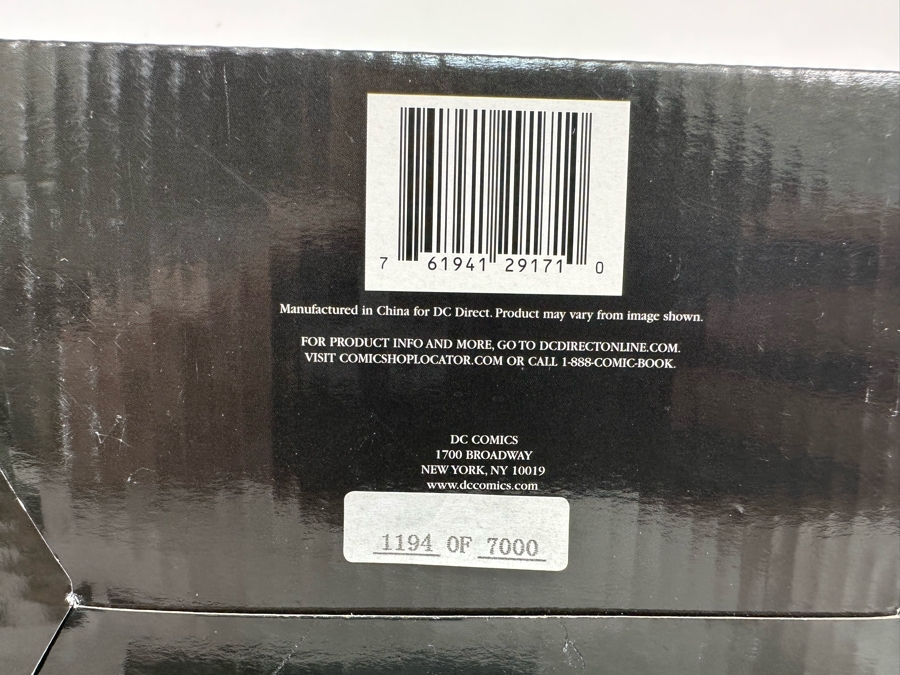 7 61941 29171 0
Manufactured in China for DC Direct. Product may vary from image shown.
FOR PRODUCT INFO AND MORE, GO TO DCDIRECTONLINE.COM.
VISIT COMICSHOPLOCATOR.COM OR CALL 1-888-COMIC-BOOK.
DC COMICS
1700 BROADWAY
NEW YORK, NY 10019
www.dccomics.com
1194 OF 7000